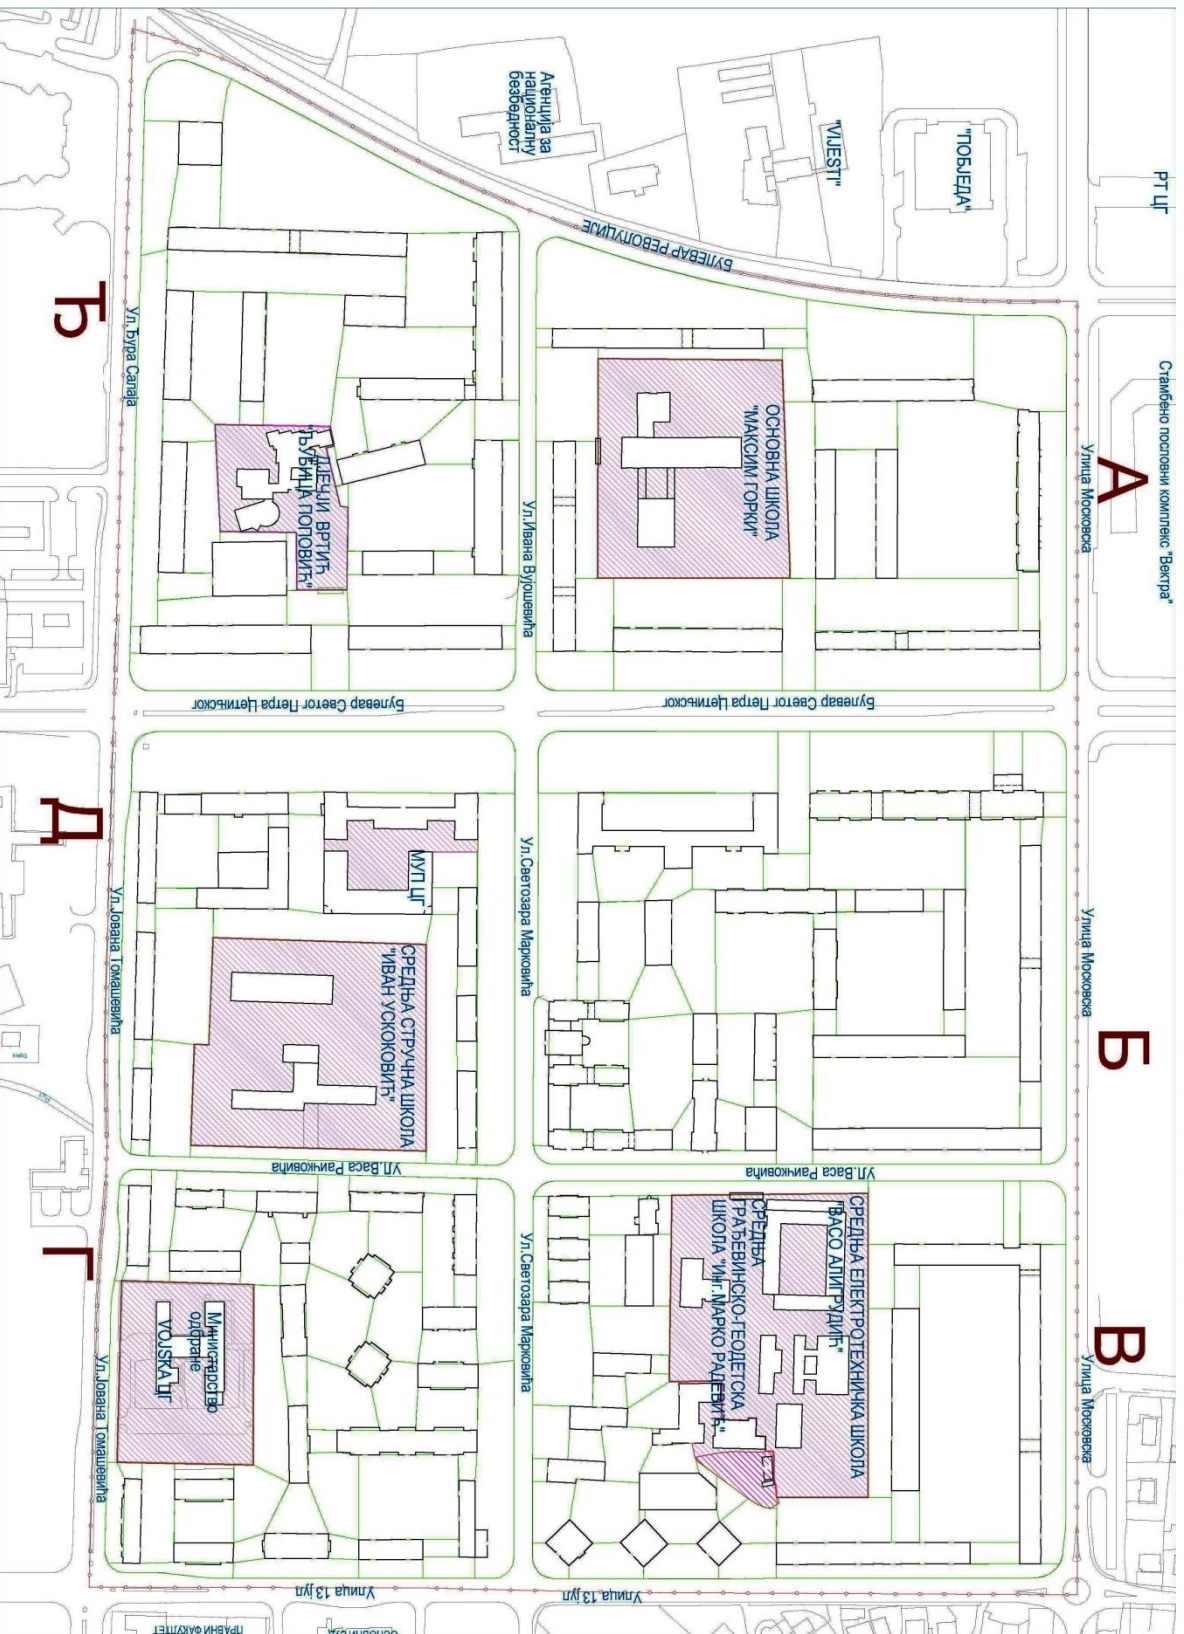 РТ ЦГ
Стамбено пословни комплекс "Вектра"
"ПОБЈЕДА"
"VIJESTI"
Агенција за
националну
безбедност
БУЛЕВАР РЕВОЛУЦИЈЕ
А
Улица Московска
ОСНОВНА ШКОЛА
"МАКСИМ ГОРКИ"
Ул.Ивана Вујошевића
ДЈЕЧЈИ ВРТИЋ
"ЉУБИЦА ПОПОВИЋ"
Ул.Ђура Салаја
Ђ
Булевар Светог Петра Цетињског
Булевар Светог Петра Цетињског
Б
Улица Московска
Ул.Светозара Марковића
МУП ЦГ
СРЕДЊА СТРУЧНА ШКОЛА
"ИВАН УСКОКОВИЋ"
Ул.Јована Томашевића
Д
УЛ.Васа Раичковића
УЛ.Васа Раичковића
В
Улица Московска
СРЕДЊА ЕЛЕКТРОТЕХНИЧКА ШКОЛА
"ВАСО АЛИГРУДИЋ"
СРЕДЊА
ГРАЂЕВИНСКО-ГЕОДЕТСКА
ШКОЛА "Инг.МАРКО РАДЕВИЋ"
Ул.Светозара Марковића
Министарство
одбране
VOJSKA ЦГ
Ул.Јована Томашевића
Г
Улица 13 јул
Улица 13 јул
ПРАВНИ ФАКУЛТЕТ